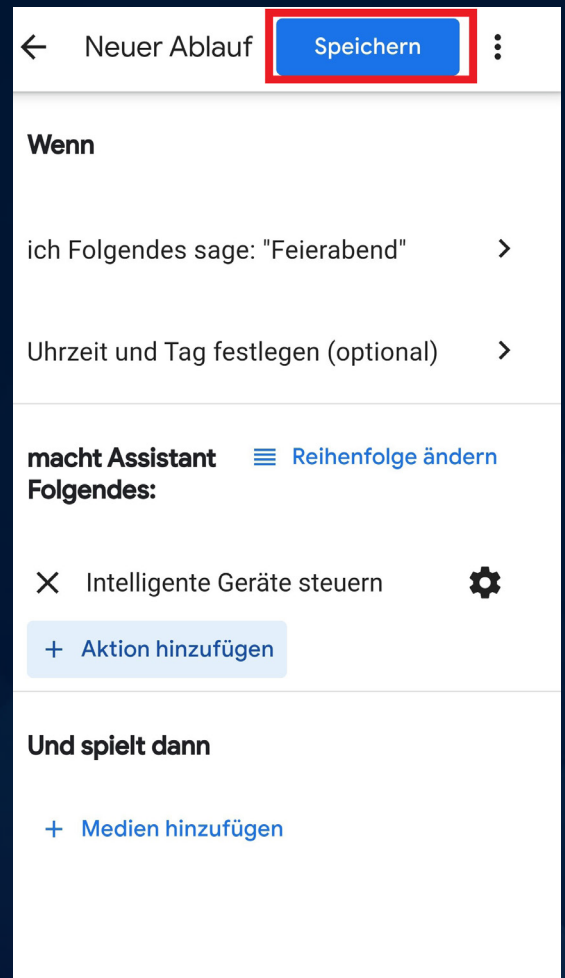 Neuer Ablauf Speichern
Wenn
ich Folgendes sage: "Feierabend"
Uhrzeit und Tag festlegen (optional)
macht Assistant Reihenfolge ändern
Folgendes:
Intelligente Geräte steuern
+ Aktion hinzufügen
Und spielt dann
+ Medien hinzufügen